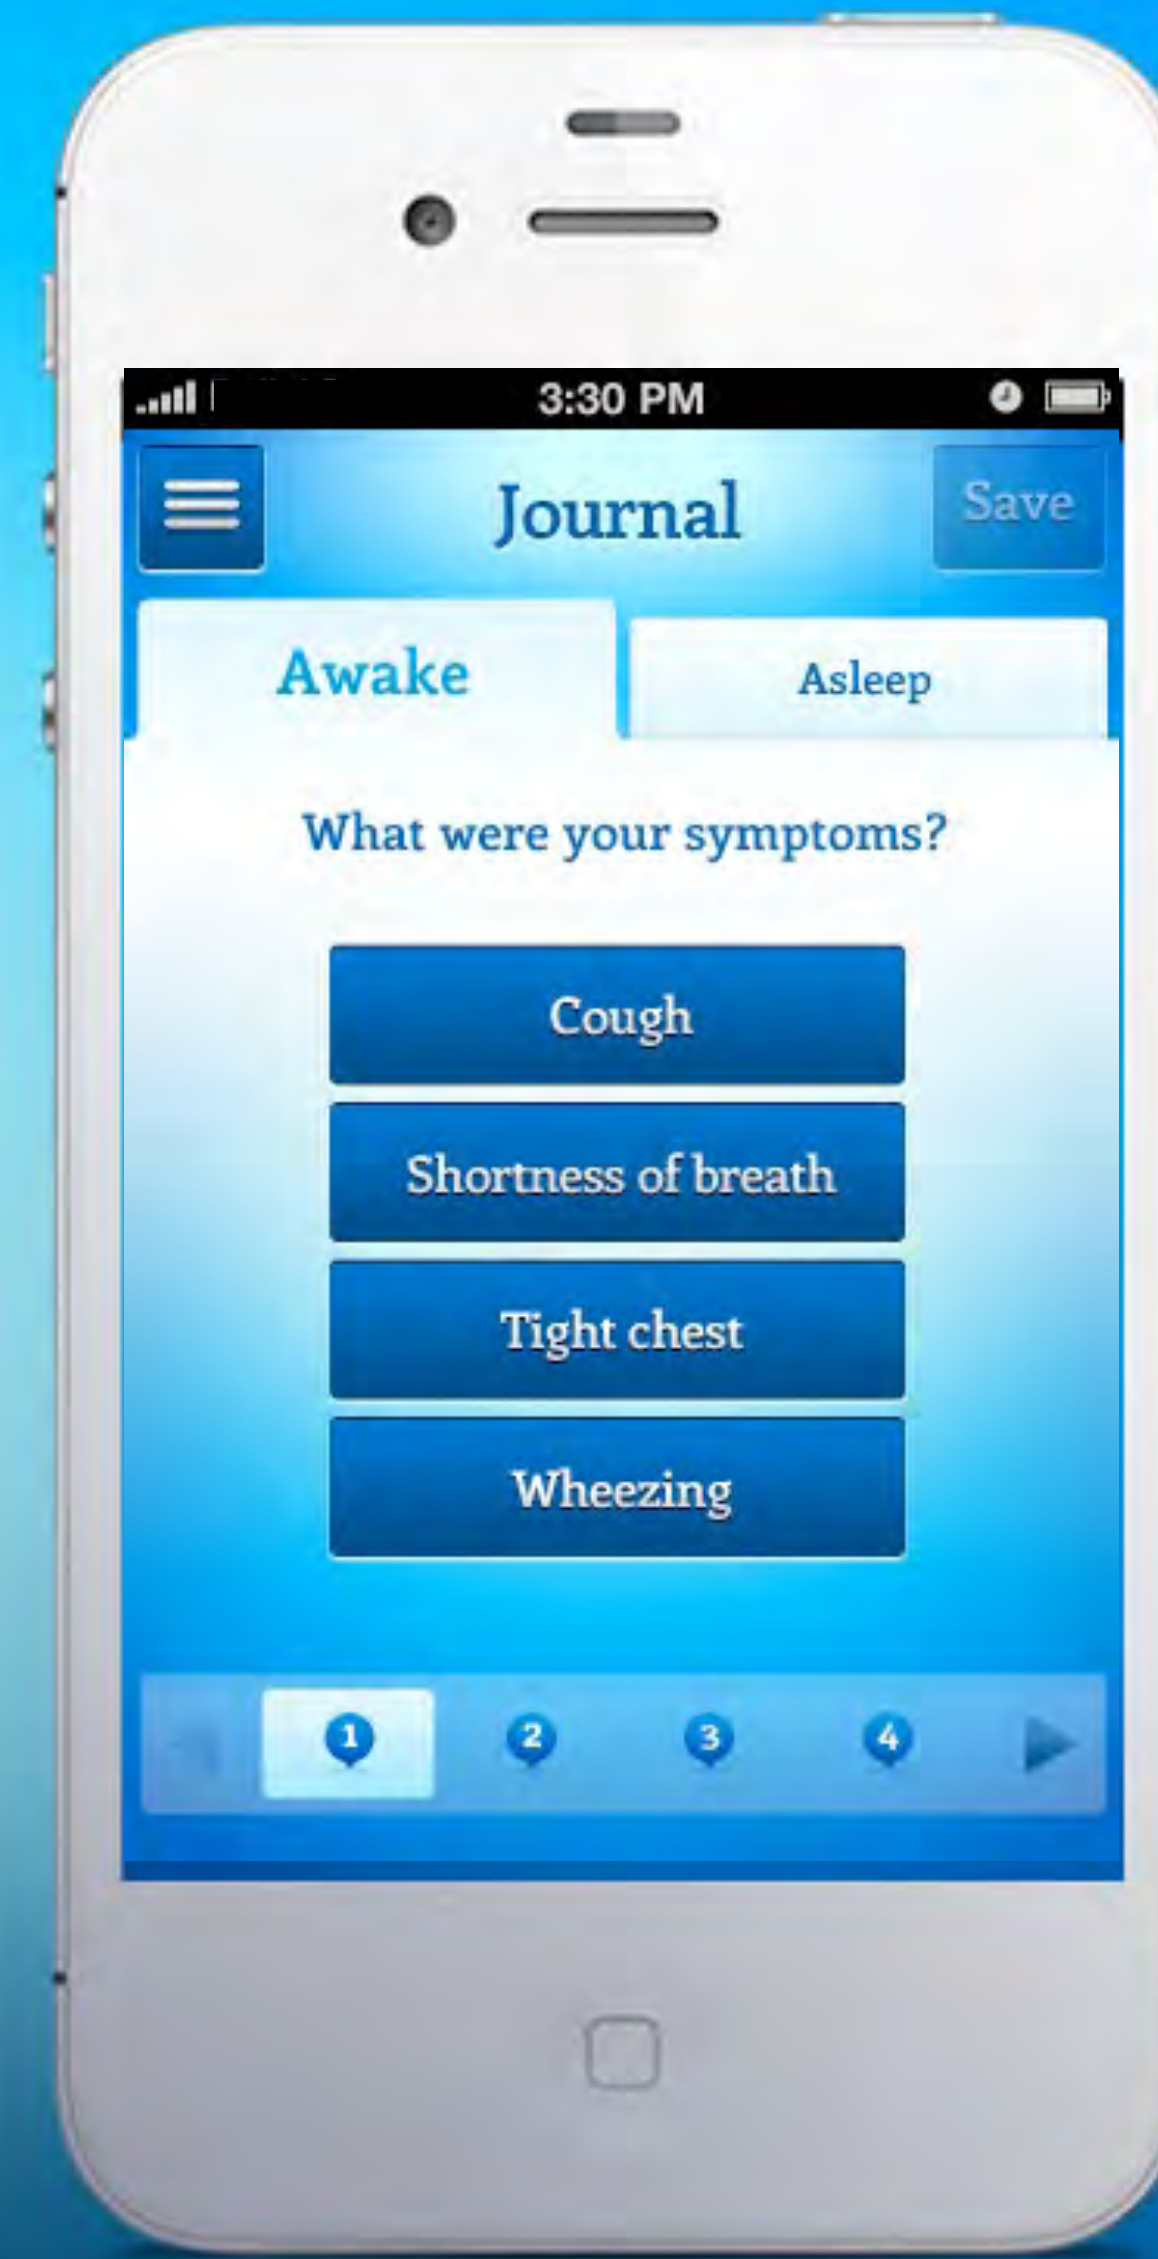 3:30 PM
Journal
Save
Awake
Asleep
What were your symptoms?
Cough
Shortness of breath
Tight chest
Wheezing
1
2
3
4